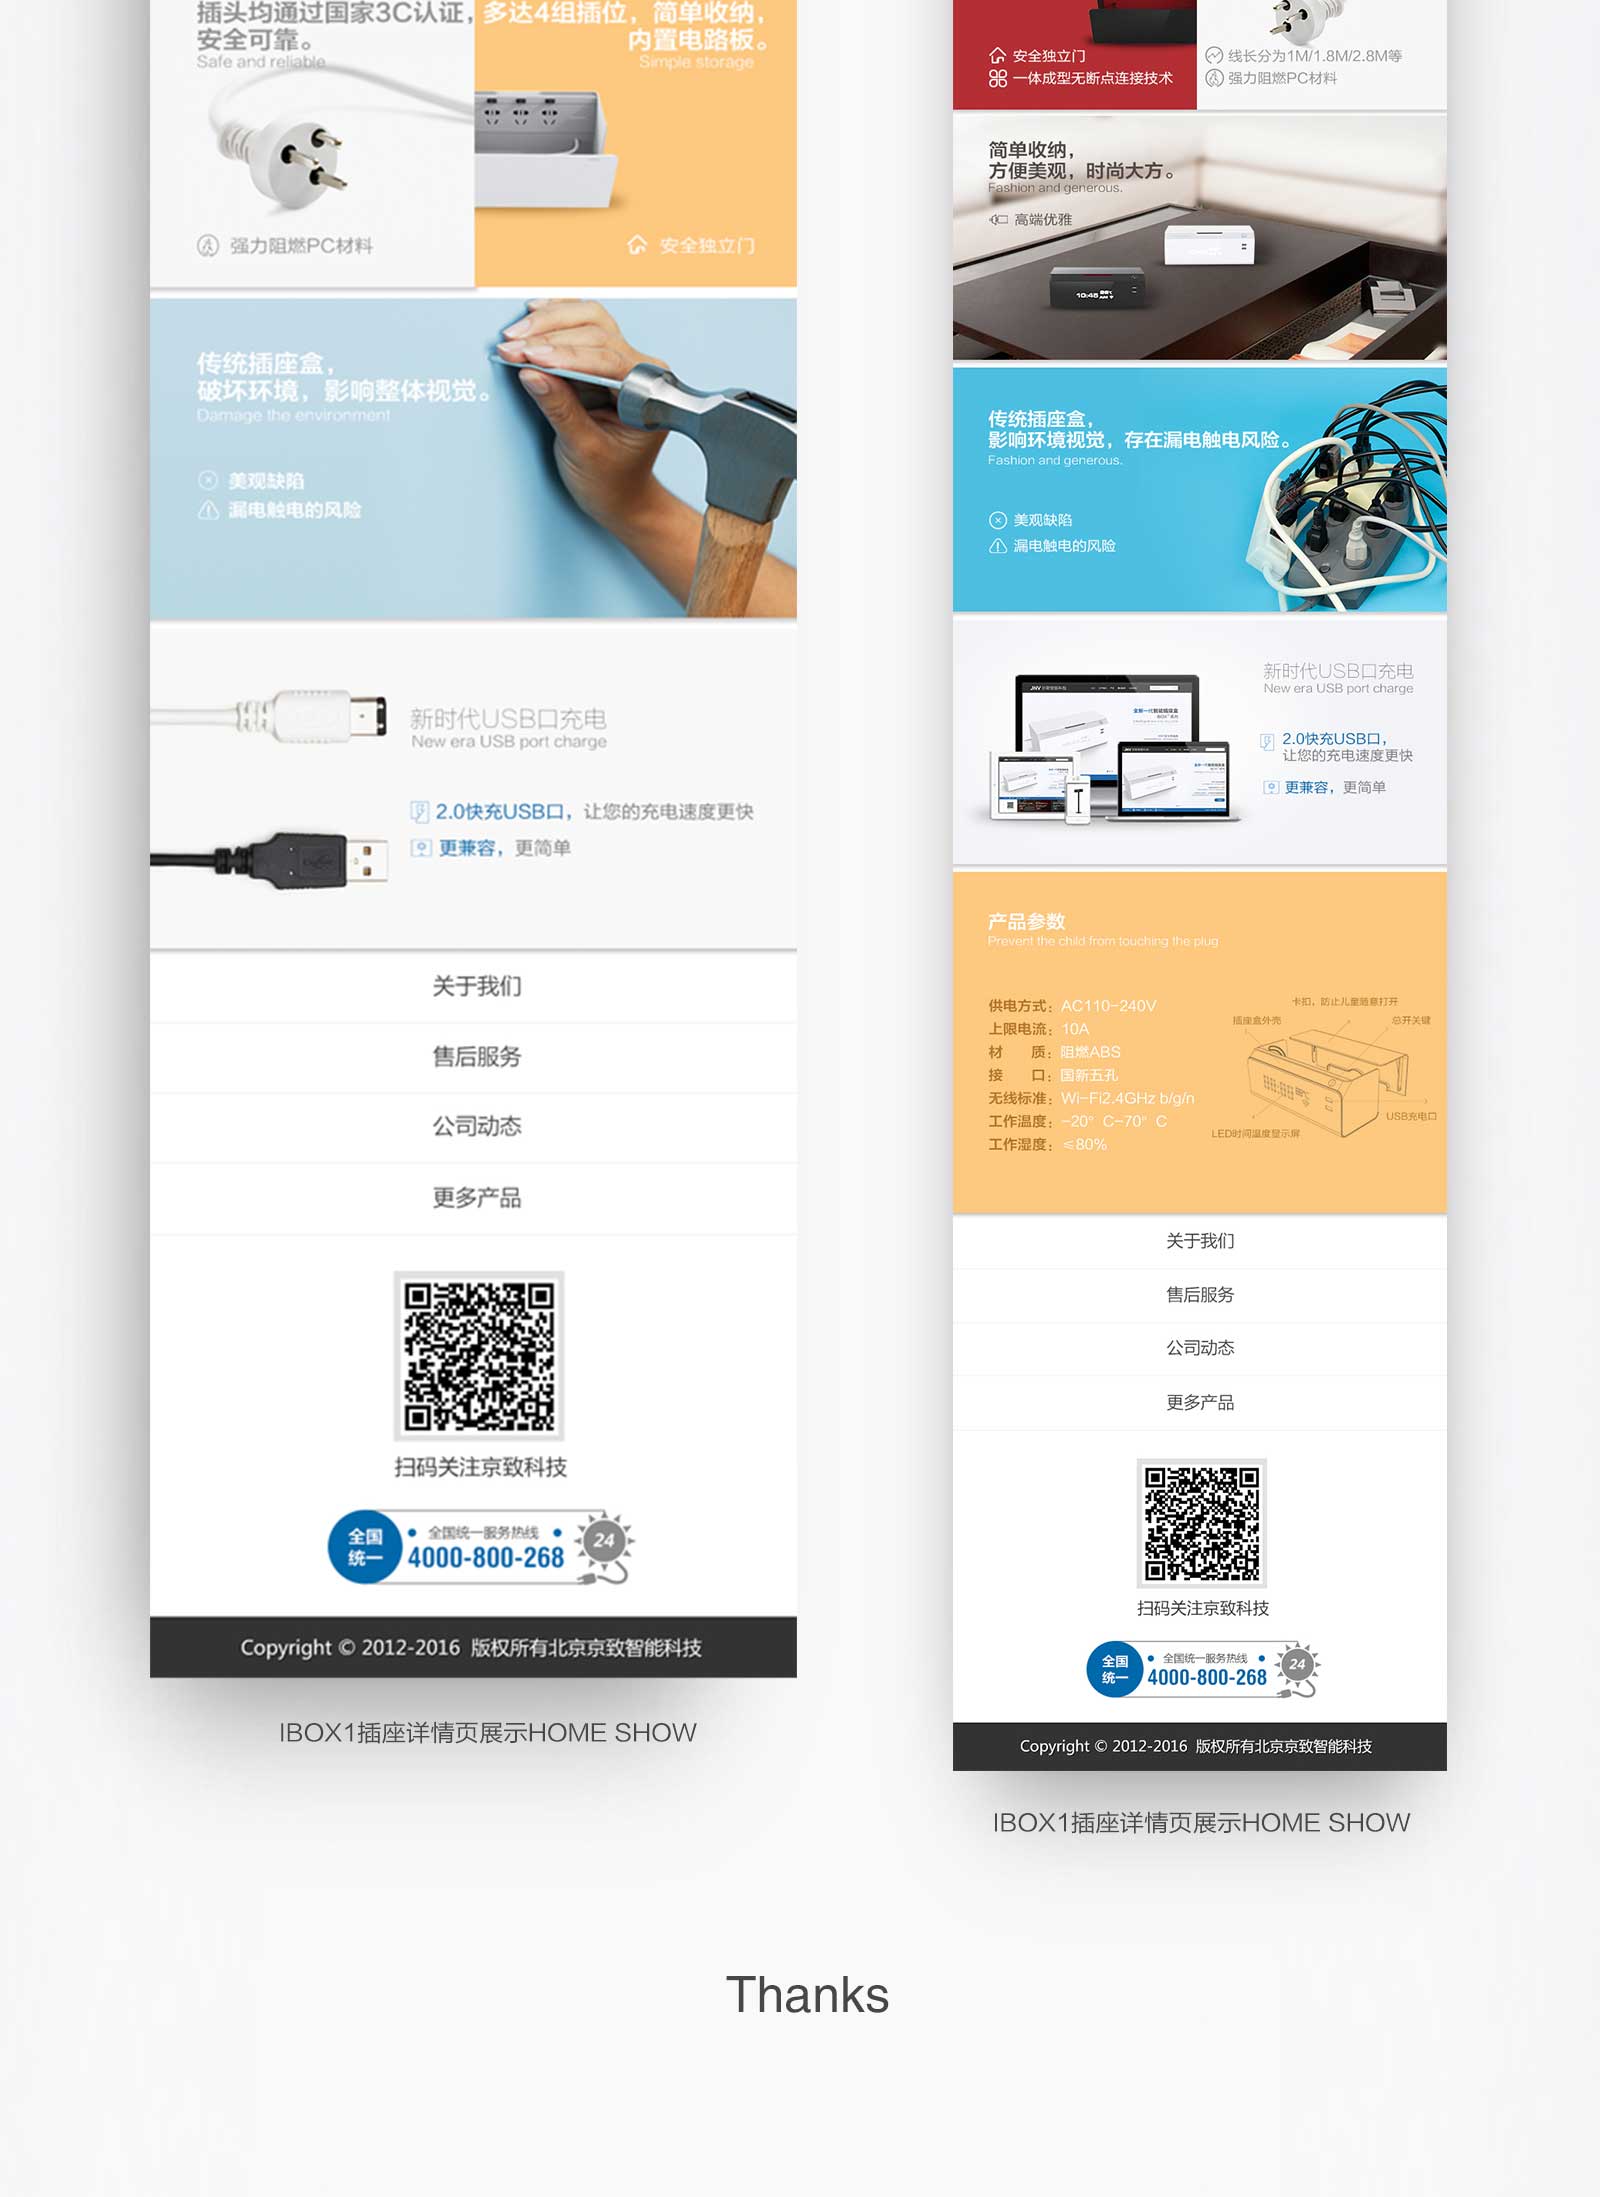 插头均通过国家3C认证，
安全可靠。
Safe and reliable
强力阻燃PC材料
多达4组插位，简单收纳，
内置电路板。
Simple storage
安全独立门
传统插座盒，
破坏环境，影响整体视觉。
Damage the environment
美观缺陷
漏电触电的风险
新时代USB口充电
New era USB port charge
2.0快充USB口，让您的充电速度更快
更兼容，更简单
关于我们
售后服务
公司动态
更多产品
扫码关注京致科技
全国
统一
全国统一服务热线
4000-800-268
24
Copyright © 2012-2016 版权所有北京京致智能科技
IBOX1插座详情页展示HOME SHOW
安全独立门
一体成型无断点连接技术
线长分为1M/1.8M/2.8M等
强力阻燃PC材料
简单收纳，
方便美观，时尚大方。
Fashion and generous.
高端优雅
10:45
传统插座盒，
影响环境视觉，存在漏电触电风险。
Fashion and generous.
美观缺陷
漏电触电的风险
新时代USB口充电
New era USB port charge
2.0快充USB口，
让您的充电速度更快
更兼容，更简单
产品参数
Prevent the child from touching the plug
供电方式：AC110-240V
上限电流：10A
材 质：阻燃ABS
接 口：国新五孔
无线标准：Wi-Fi2.4GHz b/g/n
工作温度：-20° C-70° C
工作湿度：≤80%
卡扣，防止儿童随意打开
插座盒外壳
总开关键
USB充电口
LED时间温度显示屏
关于我们
售后服务
公司动态
更多产品
扫码关注京致科技
全国
统一
全国统一服务热线
4000-800-268
24
Copyright © 2012-2016 版权所有北京京致智能科技
IBOX1插座详情页展示HOME SHOW
Thanks